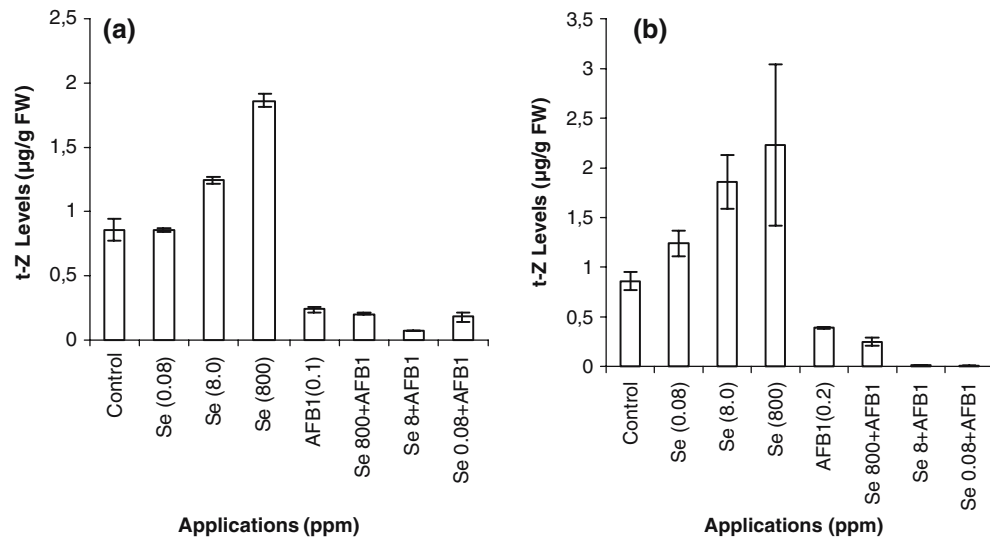 (a)
t-Z Levels (µg/g FW)
2,5
2
1,5
1
0,5
0
Control
Se (0.08)
Se (8.0)
Se (800)
AFB1(0.1)
Se 800+AFB1
Se 8+AFB1
Se 0.08+AFB1
Applications (ppm)
(b)
t-Z Levels (µg/g FW)
3,5
3
2,5
2
1,5
1
0,5
0
Control
Se (0.08)
Se (8.0)
Se (800)
AFB1(0.2)
Se 800+AFB1
Se 8+AFB1
Se 0.08+AFB1
Applications (ppm)